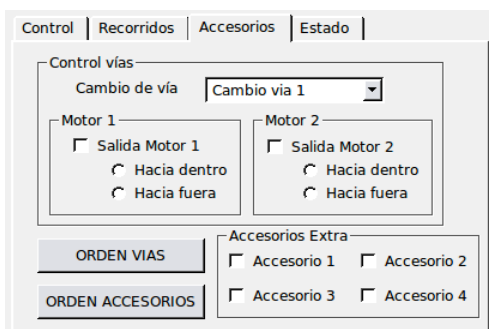 Control Recorridos Accesorios Estado
Control vías
Cambio de vía Cambio via 1
Motor 1 Motor 2
Salida Motor 1 Salida Motor 2
Hacia dentro Hacia dentro
Hacia fuera Hacia fuera
Accesorios Extra
ORDEN VIAS Accesorio 1 Accesorio 2
ORDEN ACCESORIOS Accesorio 3 Accesorio 4